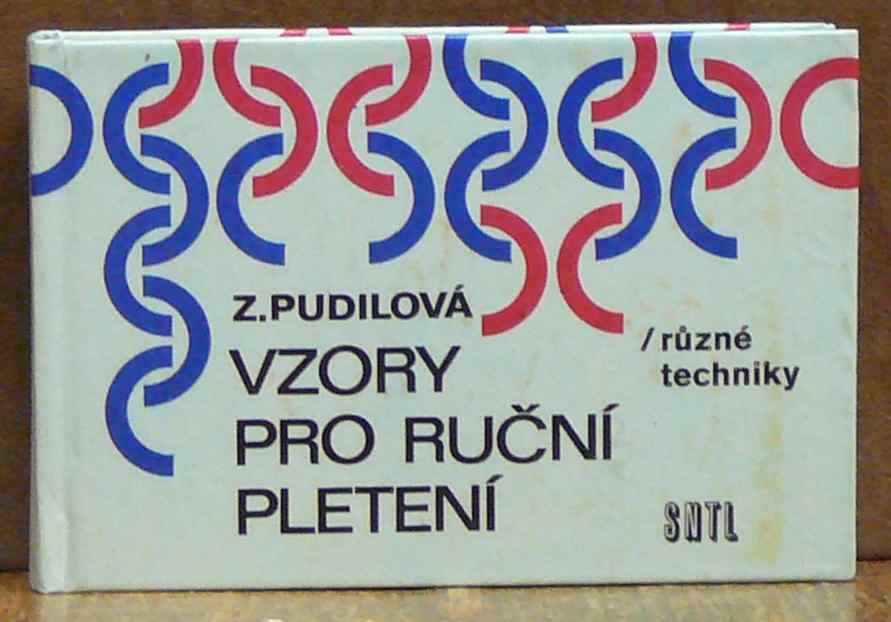 Z.PUDILOVÁ
VZORY
PRO RUČNÍ
PLETENÍ
/různé
techniky
SNTL